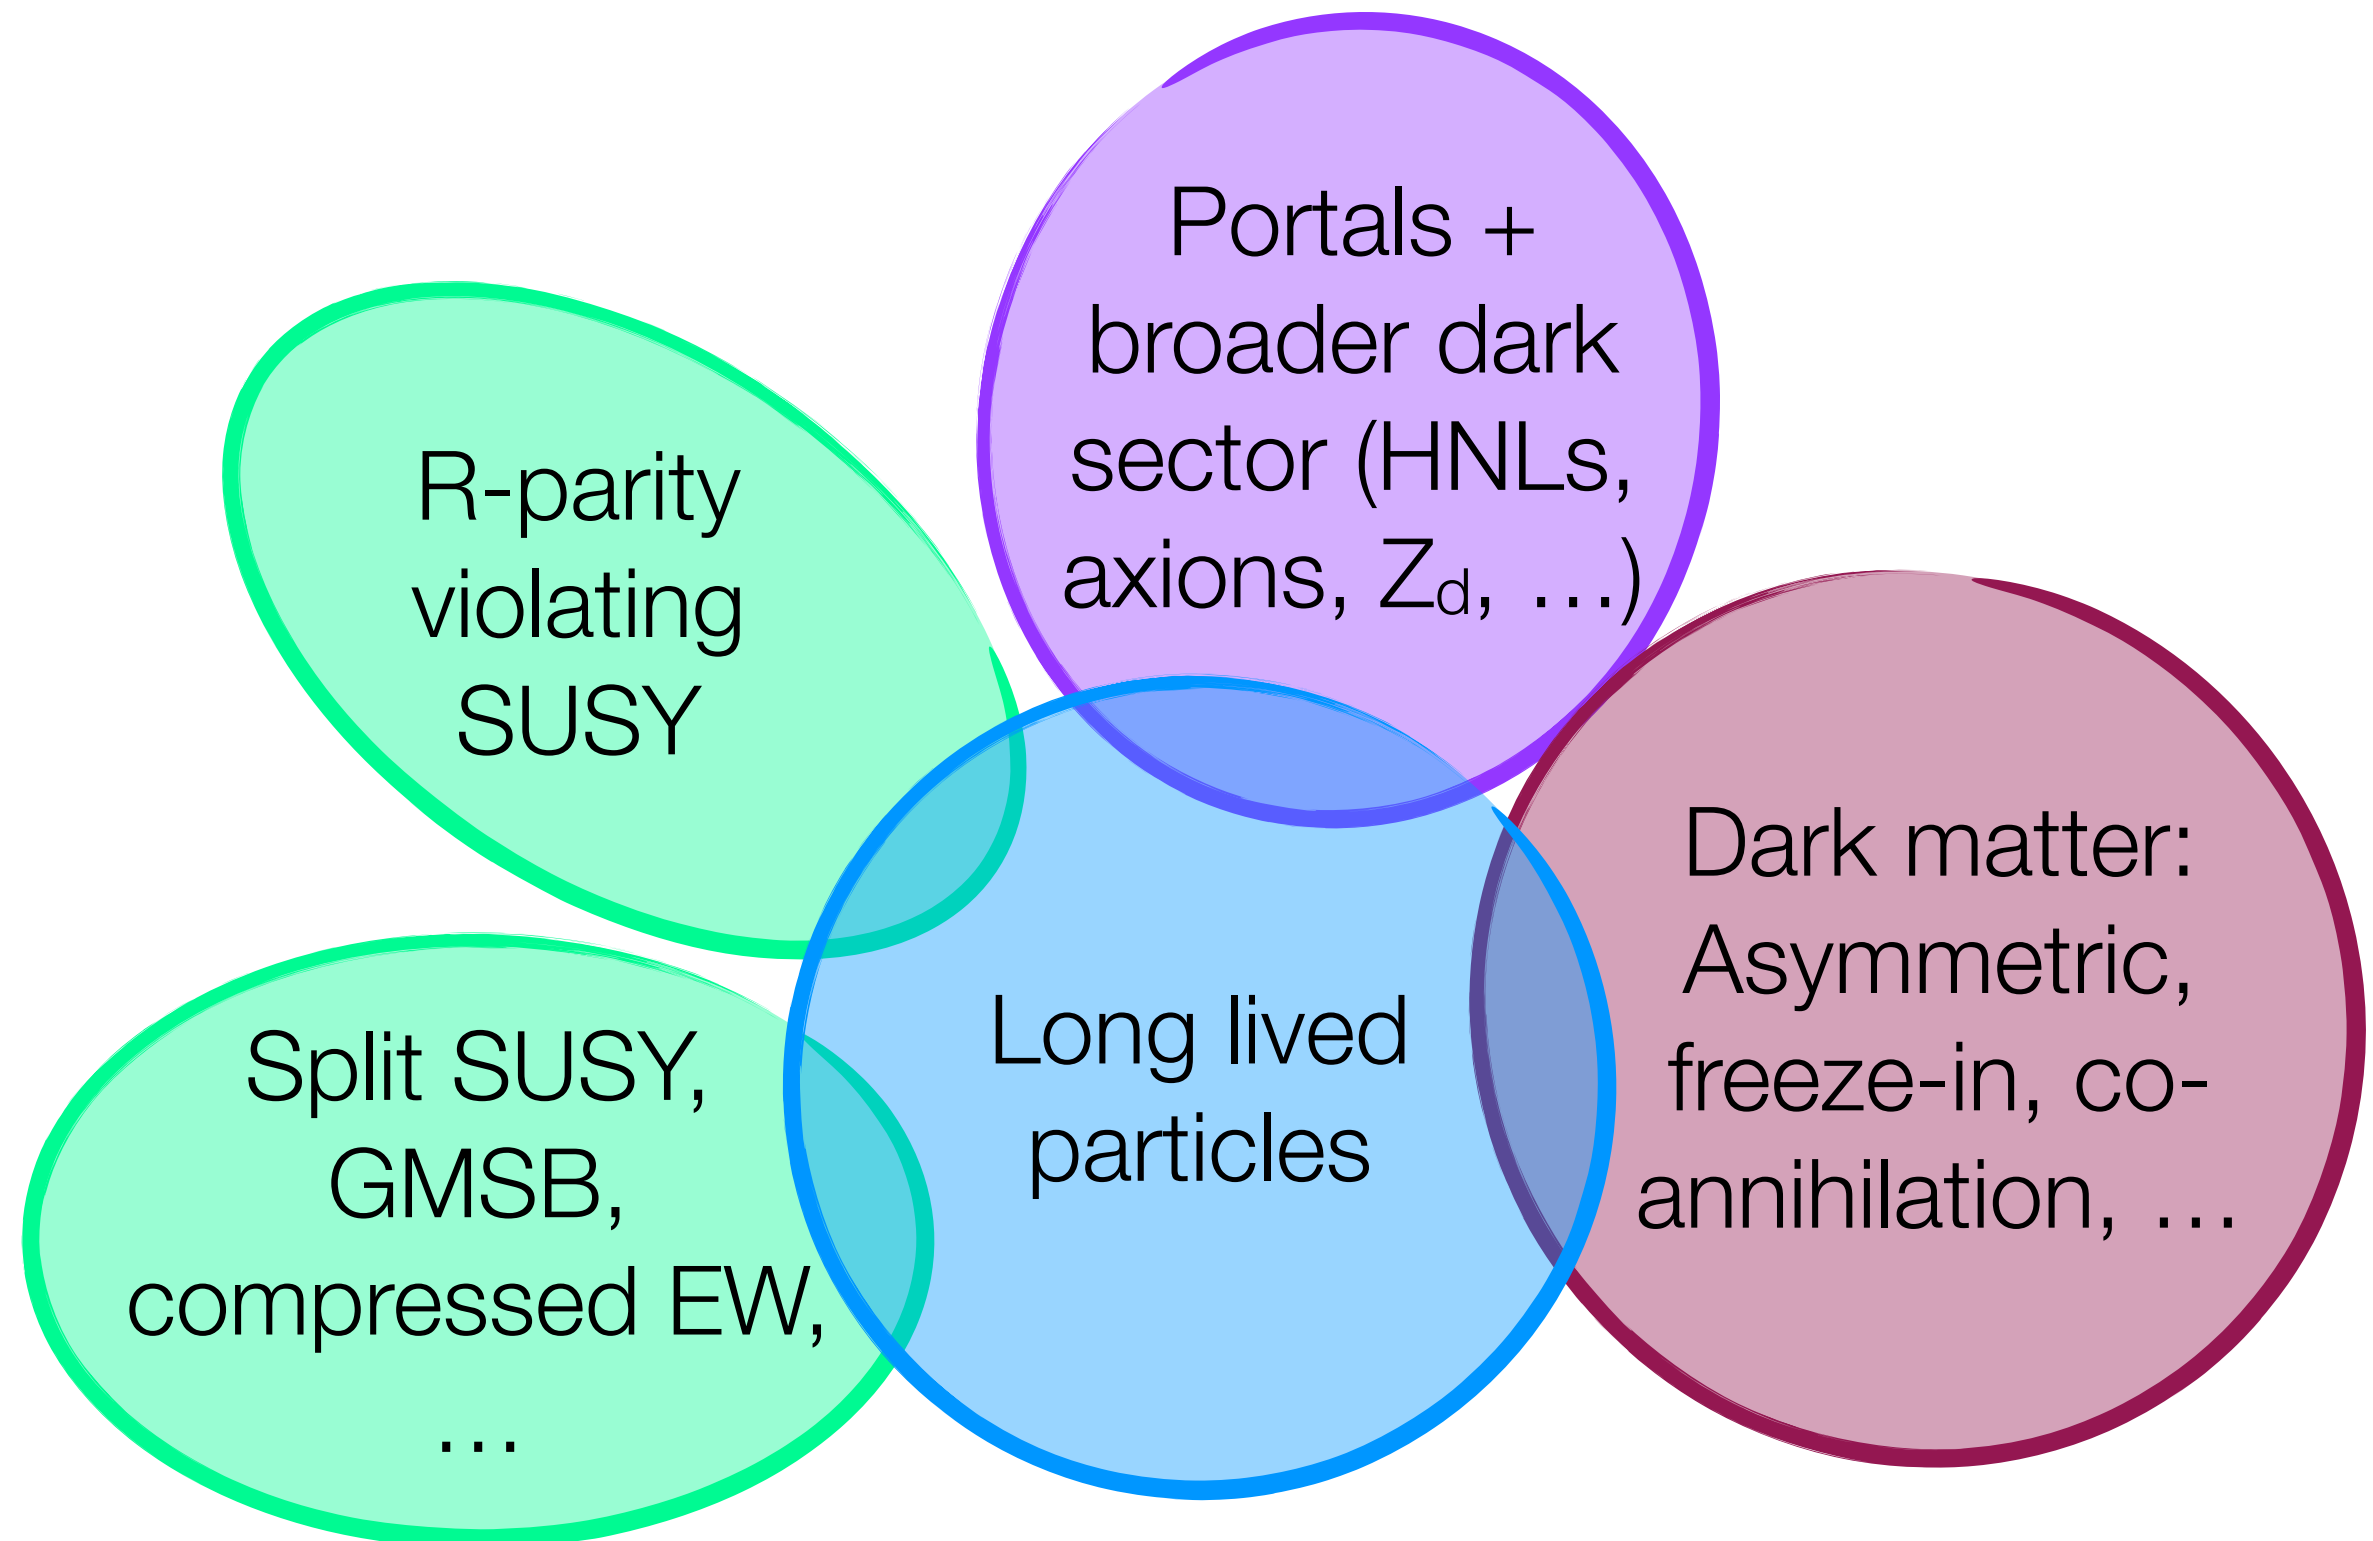 Portals +
broader dark
sector (HNLs,
axions, Zd, ...)
R-parity
violating
SUSY
Dark matter:
Asymmetric,
freeze-in, co-
annihilation, ...
Long lived
particles
Split SUSY,
GMSB,
compressed EW,
...